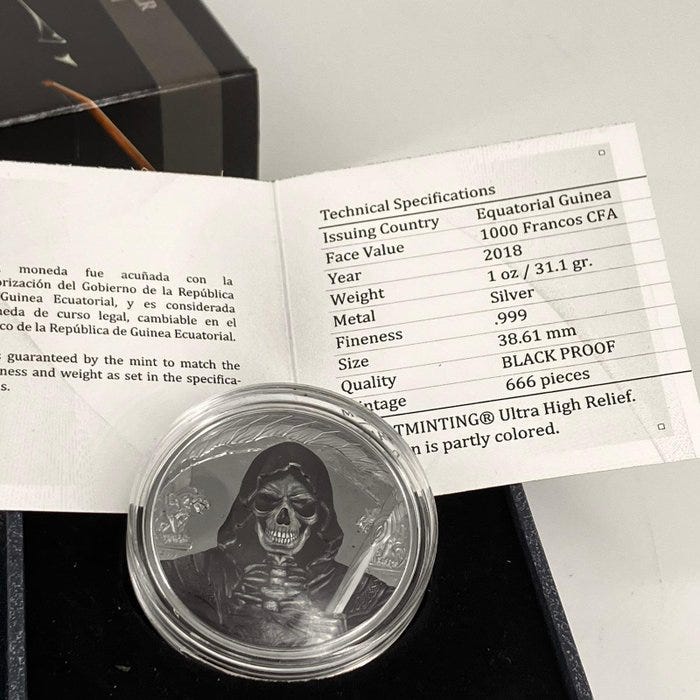 moneda fue acuñada con la
rización del Gobierno de la República
Guinea Ecuatorial, y es considerada
eda de curso legal, cambiable en el
co de la República de Guinea Ecuatorial.
guaranteed by the mint to match the
ness and weight as set in the specifica-
s.
Technical Specifications
Issuing Country Equatorial Guinea
Face Value 1000 Francos CFA
Year 2018
Weight 1 oz / 31.1 gr.
Metal Silver
Fineness .999
Size 38.61 mm
Quality BLACK PROOF
ntage 666 pieces
TMINTING® Ultra High Relief.
n is partly colored.